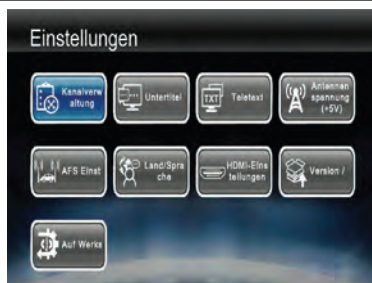 Einstellungen
Kanalverw
altung
Untertitel
TXT
Teletext
Antennen
spannung
(+5V)
AFS Einst
Land/Spra
che
HDMI-Eins
tellungen
Version /
Auf Werks